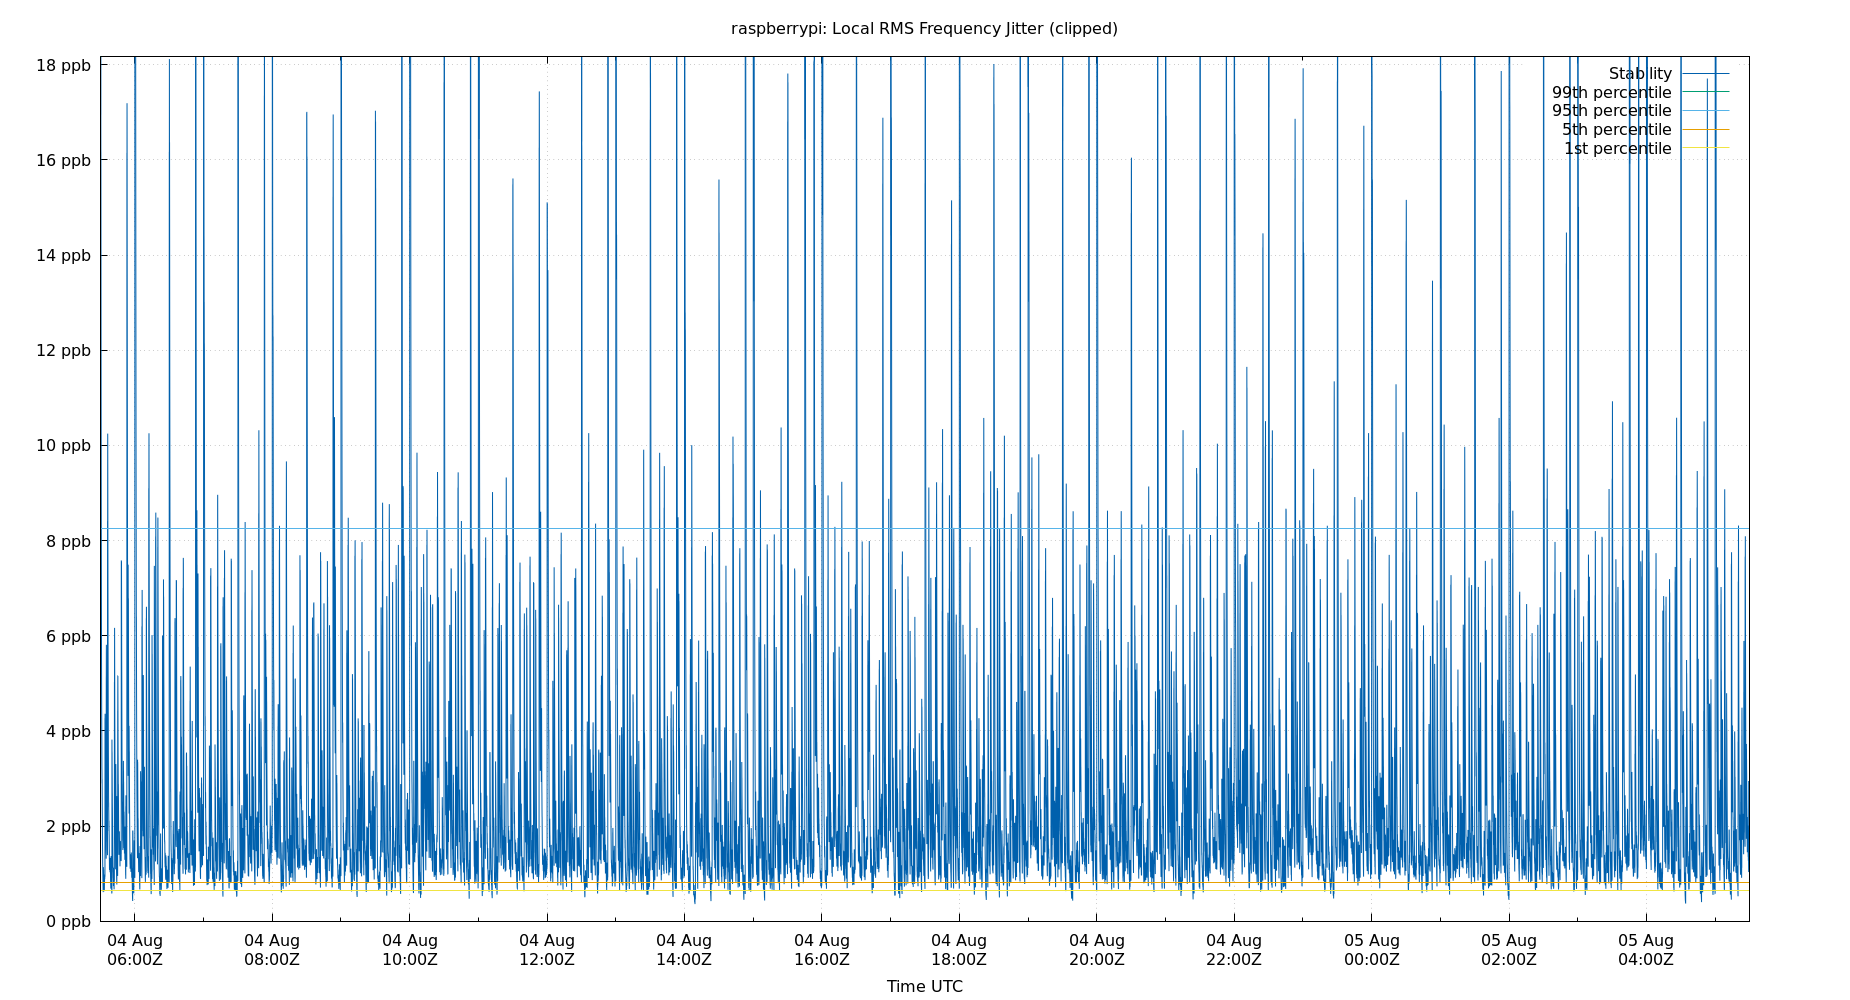 raspberrypi: Local RMS Frequency Jitter (clipped)
18 ppb
16 ppb
14 ppb
12 ppb
10 ppb
8 ppb
6 ppb
4 ppb
2 ppb
0 ppb
Stability
99th percentile
95th percentile
5th percentile
1st percentile
04 Aug 04 Aug 04 Aug 04 Aug 04 Aug 04 Aug 04 Aug 04 Aug 04 Aug 05 Aug 05 Aug 05 Aug
06:00Z 08:00Z 10:00Z 12:00Z 14:00Z 16:00Z 18:00Z 20:00Z 22:00Z 00:00Z 02:00Z 04:00Z
Time UTC